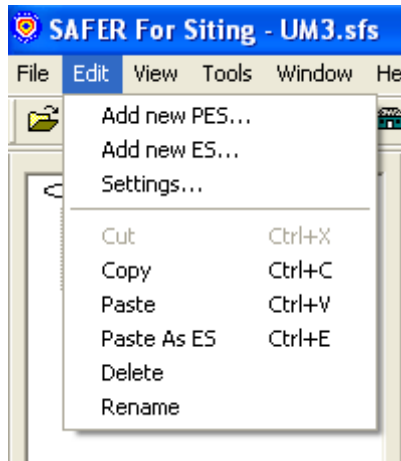 SAFER For Siting - UM3.sfs
File Edit View Tools Window He
Add new PES...
Add new ES...
Settings...
Cut Ctrl+X
Copy Ctrl+C
Paste Ctrl+V
Paste As ES Ctrl+E
Delete
Rename